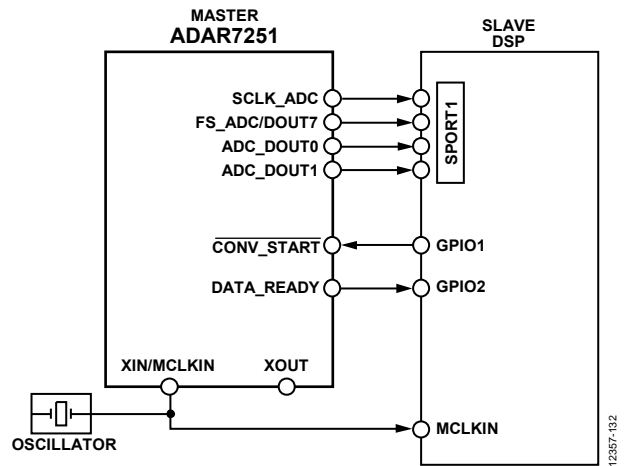 MASTER
ADAR7251
SLAVE
DSP
SCLK_ADC
FS_ADC/DOUT7
ADC_DOUT0
ADC_DOUT1
SPORT1
CONV_START
GPIO1
DATA_READY
GPIO2
XIN/MCLKIN
XOUT
OSCILLATOR
MCLKIN
12357-132